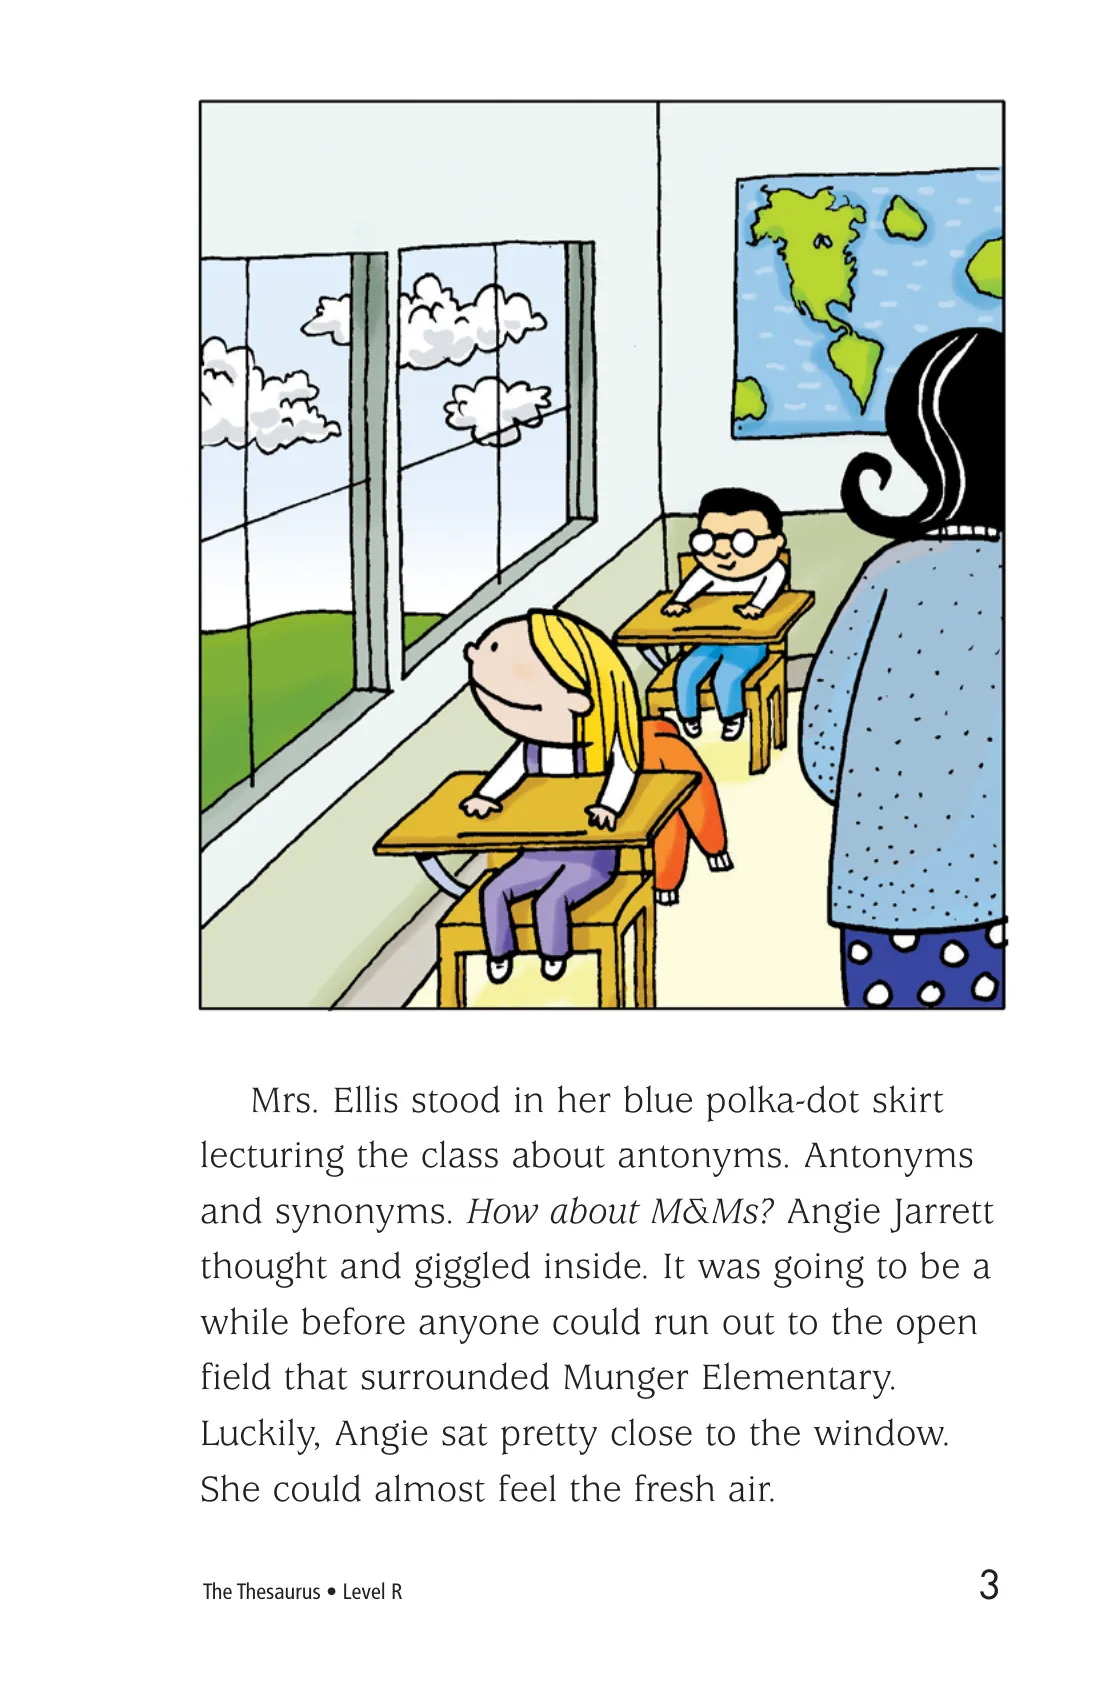 Mrs. Ellis stood in her blue polka-dot skirt
lecturing the class about antonyms. Antonyms
and synonyms. How about M&Ms? Angie Jarrett
thought and giggled inside. It was going to be a
while before anyone could run out to the open
field that surrounded Munger Elementary.
Luckily, Angie sat pretty close to the window.
She could almost feel the fresh air.
The Thesaurus • Level R
3